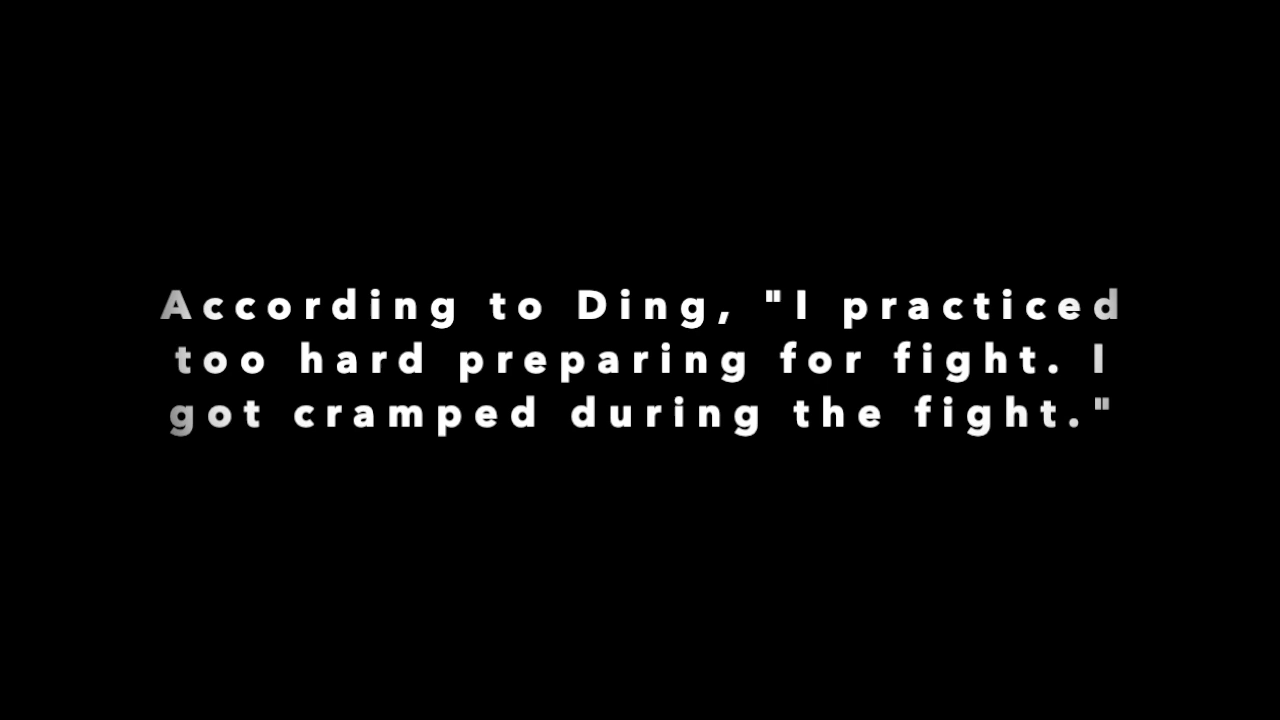 According to Ding, "I practiced
too hard preparing for fight. I
got cramped during the fight."